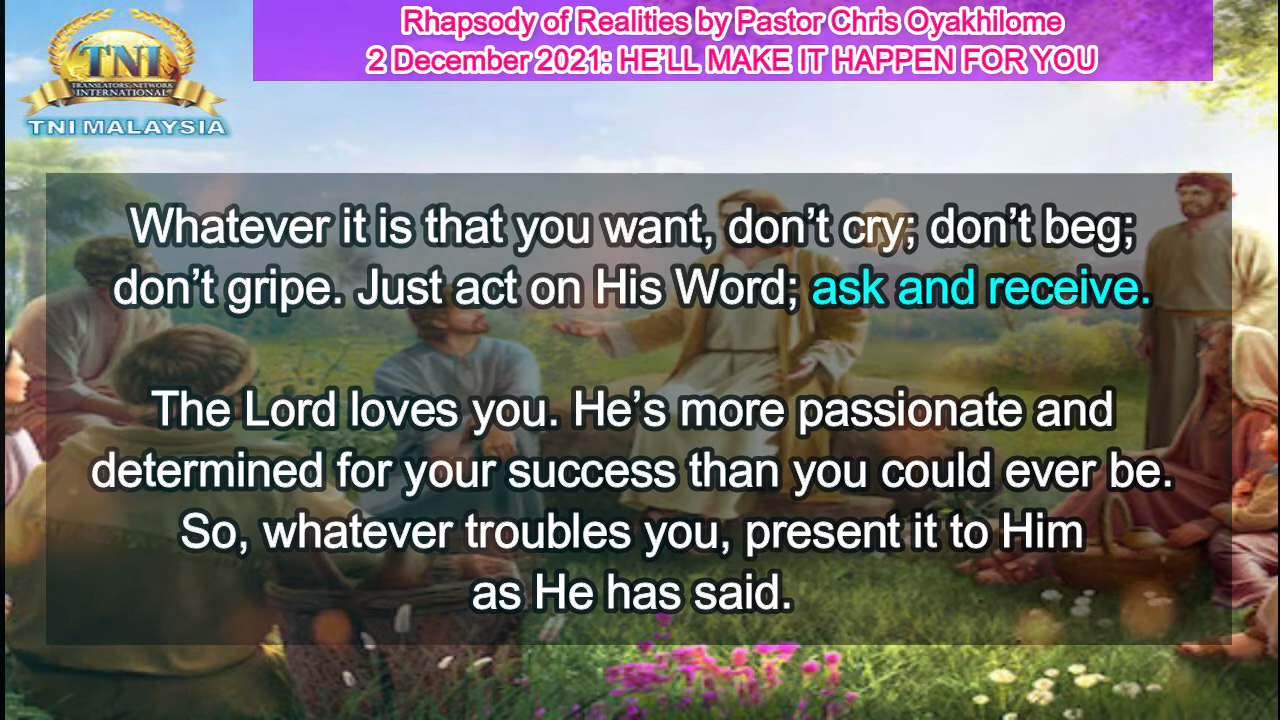 Rhapsody of Realities by Pastor Chris Oyakhilome
2 December 2021: HE'LL MAKE IT HAPPEN FOR YOU
TNI
TRANSLATORS NETWORK
INTERNATIONAL
TNI MALAYSIA
Whatever it is that you want, don't cry; don't beg;
don't gripe. Just act on His Word; ask and receive.
The Lord loves you. He's more passionate and
determined for your success than you could ever be.
So, whatever troubles you, present it to Him
as He has said.